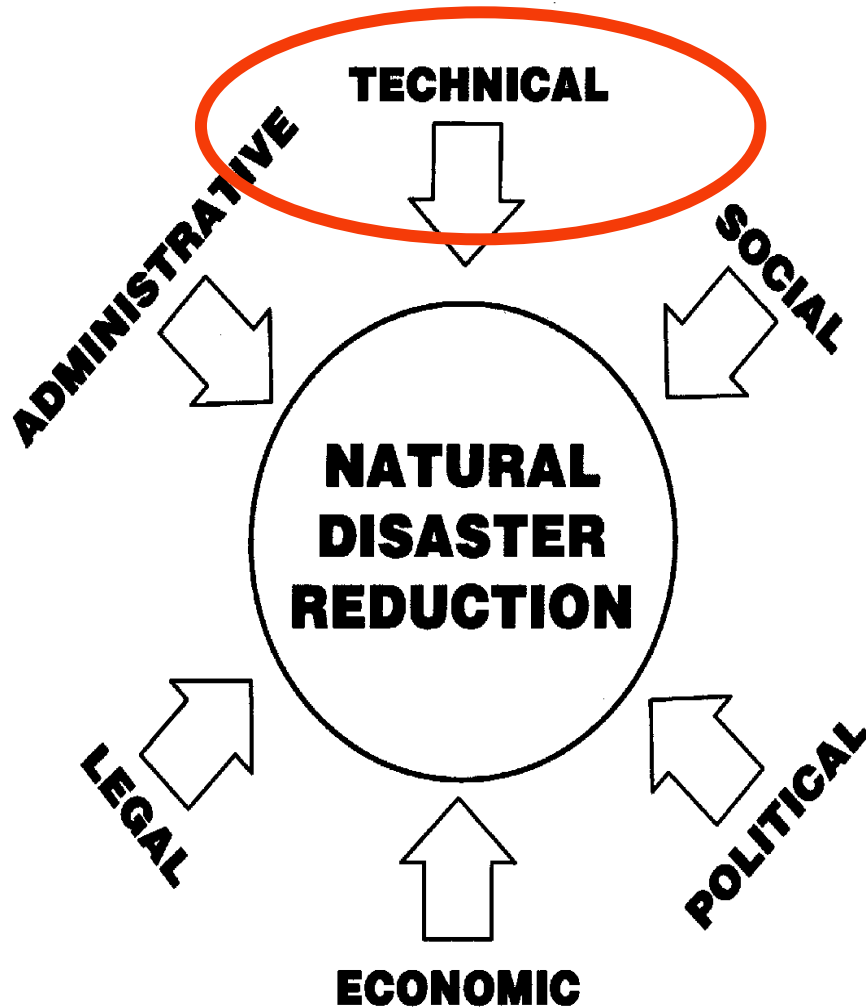 TECHNICAL
ADMINISTRATIVE
SOCIAL
NATURAL
DISASTER
REDUCTION
LEGAL
POLITICAL
ECONOMIC